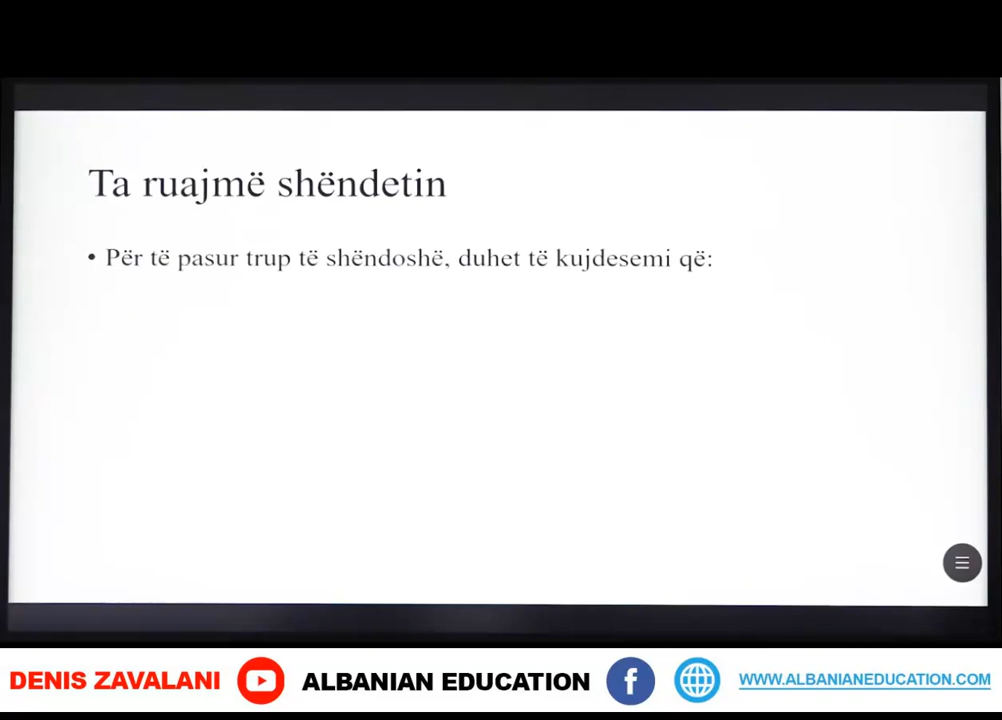 Ta ruajmë shëndetin
• Për të pasur trup të shëndoshë, duhet të kujdesemi që:
DENIS ZAVALANI ALBANIAN EDUCATION f WWW.ALBANIANEDUCATION.COM